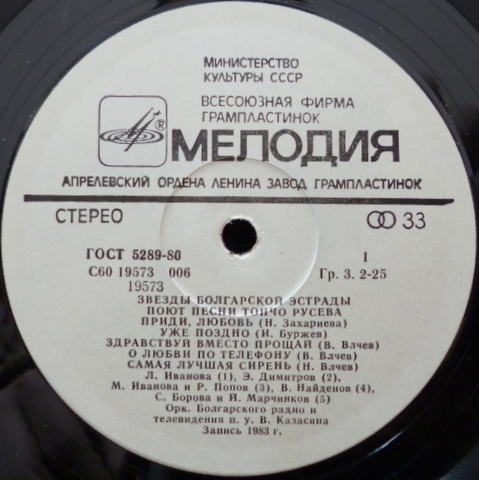 МИНИСТЕРСТВО
КУЛЬТУРЫ СССР
ВСЕСОЮЗНАЯ ФИРМА
ГРАМПЛАСТИНОК
® МЕЛОДИЯ
АПРЕЛЕВСКИЙ ОРДЕНА ЛЕНИНА ЗАВОД ГРАМПЛАСТИНОК
СТЕРЕО 33
ГОСТ 5289-80 1
С60 19573 006 Гр. 3. 2-25
19573
ЗВЕЗДЫ БОЛГАРСКОЙ ЭСТРАДЫ
ПОЮТ ПЕСНИ ТОНЧО РУСЕВА
ПРИДИ, ЛЮБОВЬ (Н. Захариева)
УЖЕ ПОЗДНО (И. Буржев)
ЗДРАВСТВУЙ ВМЕСТО ПРОЩАЙ (В. Влчев)
О ЛЮБВИ ПО ТЕЛЕФОНУ (В. Влчев)
САМАЯ ЛУЧШАЯ СИРЕНЬ (Н. Влчев)
Л. Иванова (1), Э. Димитров (2),
М. Иванова и Р. Попов (3), В. Найденов (4),
С. Борова и Й. Марчинков (5)
Орк. Болгарского радио и
телевидения п. у. В. Казасяна
Запись 1983 г.